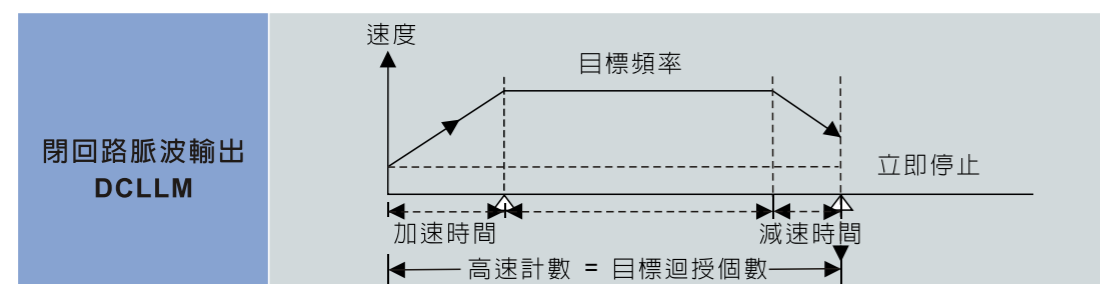 閉回路脈波輸出
DCLLM
速度
目標頻率
立即停止
加速時間
減速時間
高速計數 = 目標迴授個數